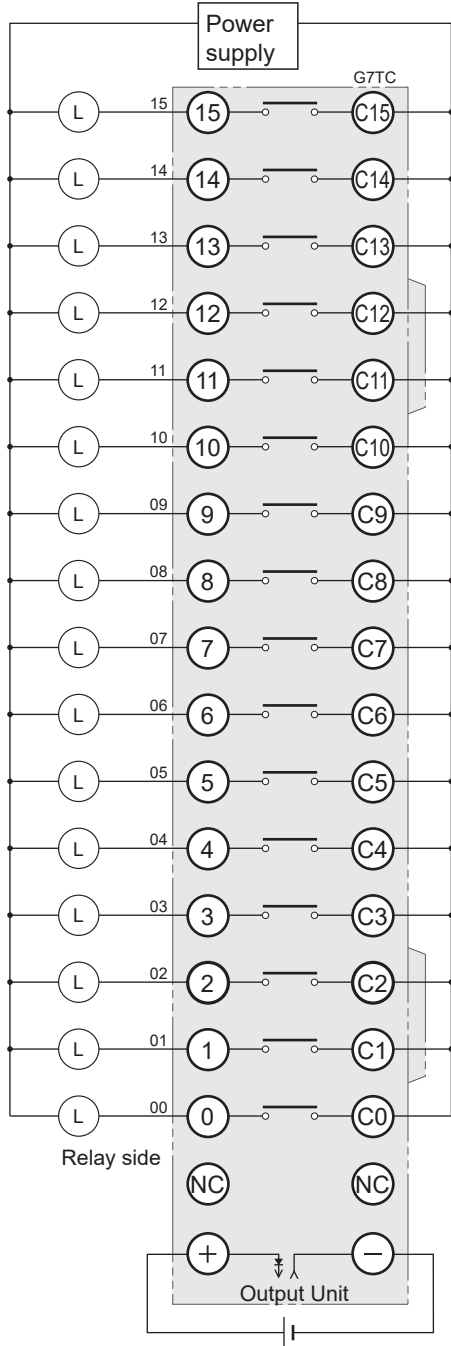 Power
supply
G7TC
L 15 15 C15
L 14 14 C14
L 13 13 C13
L 12 12 C12
L 11 11 C11
L 10 10 C10
L 09 9 C9
L 08 8 C8
L 07 7 C7
L 06 6 C6
L 05 5 C5
L 04 4 C4
L 03 3 C3
L 02 2 C2
L 01 1 C1
L 00 0 C0
Relay side
NC NC
+ −
Output Unit